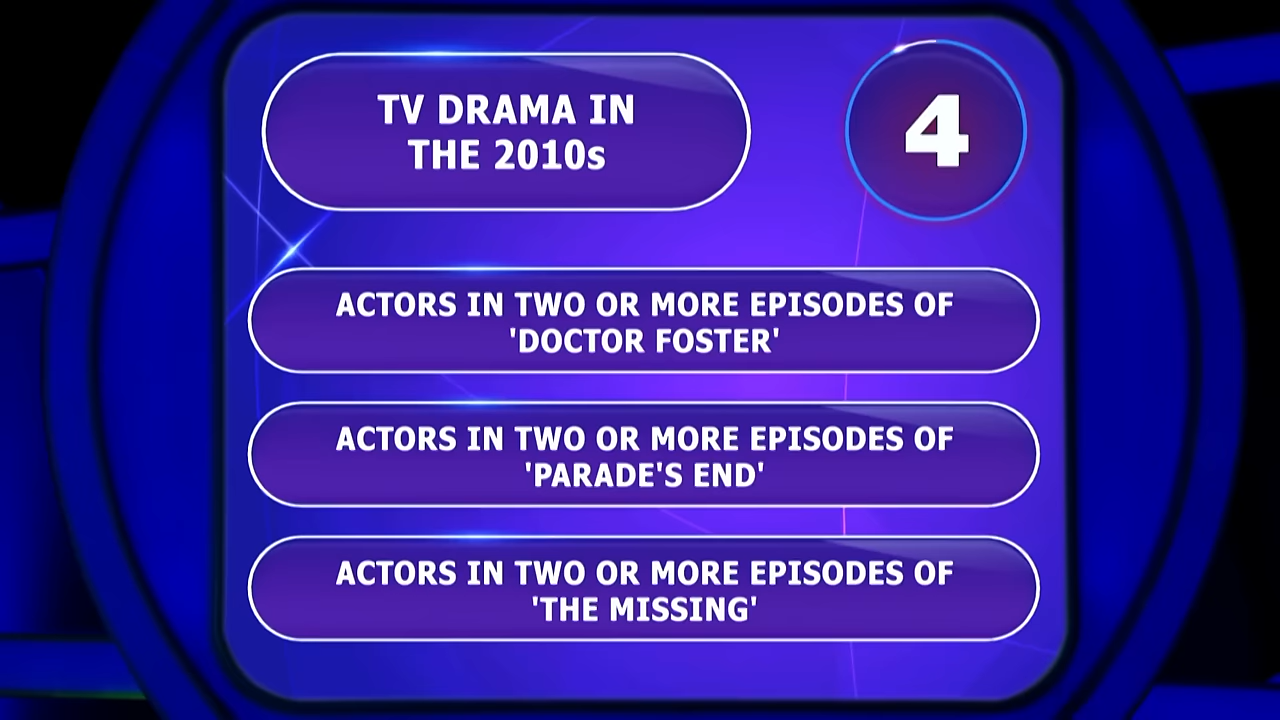 TV DRAMA IN
THE 2010s
4
ACTORS IN TWO OR MORE EPISODES OF
'DOCTOR FOSTER'
ACTORS IN TWO OR MORE EPISODES OF
'PARADE'S END'
ACTORS IN TWO OR MORE EPISODES OF
'THE MISSING'